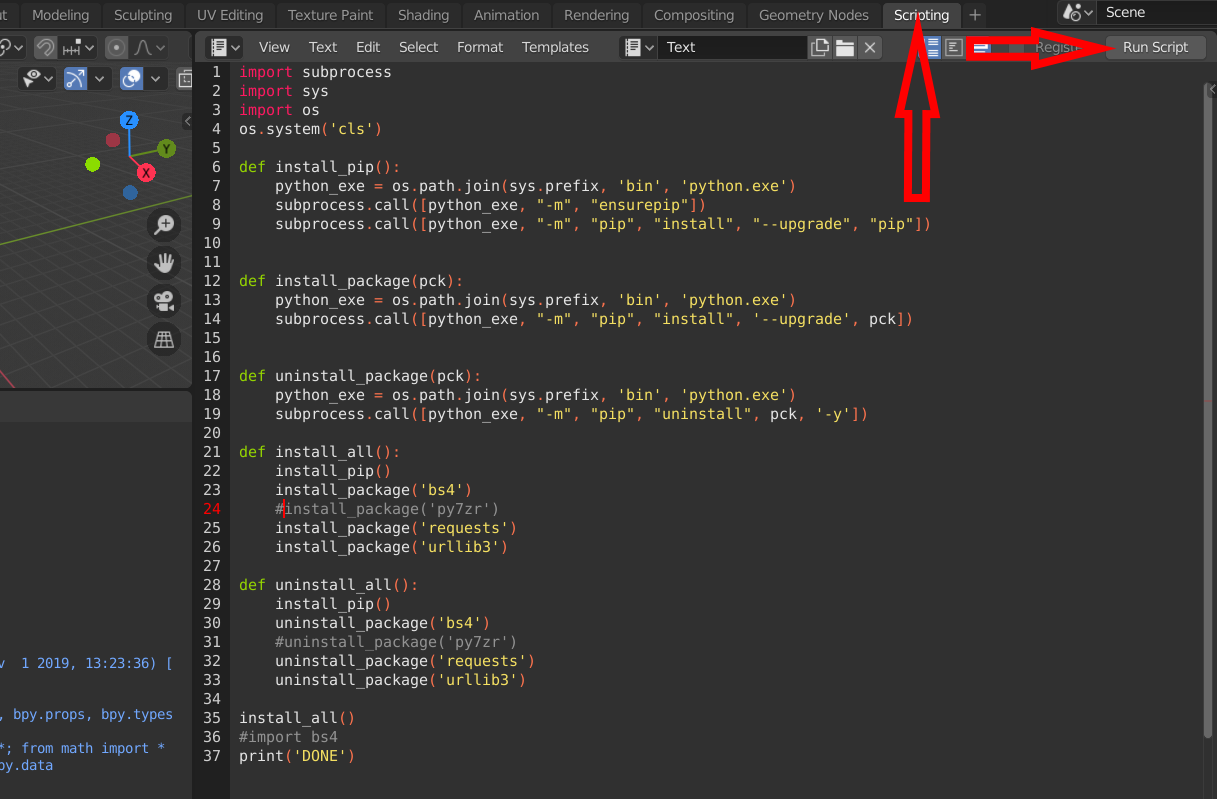 Modeling Sculpting UV Editing Texture Paint Shading Animation Rendering Compositing Geometry Nodes Scripting + Scene
View Text Edit Select Format Templates Text Run Script
1 import subprocess
2 import sys
3 import os
4 os.system('cls')
5
6 def install_pip():
7     python_exe = os.path.join(sys.prefix, 'bin', 'python.exe')
8     subprocess.call([python_exe, "-m", "ensurepip"])
9     subprocess.call([python_exe, "-m", "pip", "install", "--upgrade", "pip"])
10
11
12 def install_package(pck):
13     python_exe = os.path.join(sys.prefix, 'bin', 'python.exe')
14     subprocess.call([python_exe, "-m", "pip", "install", '--upgrade', pck])
15
16
17 def uninstall_package(pck):
18     python_exe = os.path.join(sys.prefix, 'bin', 'python.exe')
19     subprocess.call([python_exe, "-m", "pip", "uninstall", pck, '-y'])
20
21 def install_all():
22     install_pip()
23     install_package('bs4')
24     #install_package('py7zr')
25     install_package('requests')
26     install_package('urllib3')
27
28 def uninstall_all():
29     install_pip()
30     uninstall_package('bs4')
31     #uninstall_package('py7zr')
32     uninstall_package('requests')
33     uninstall_package('urllib3')
34
35 install_all()
36 #import bs4
37 print('DONE')
Z
Y
X
v  1 2019, 13:23:36) [
, bpy.props, bpy.types
*; from math import *
py.data